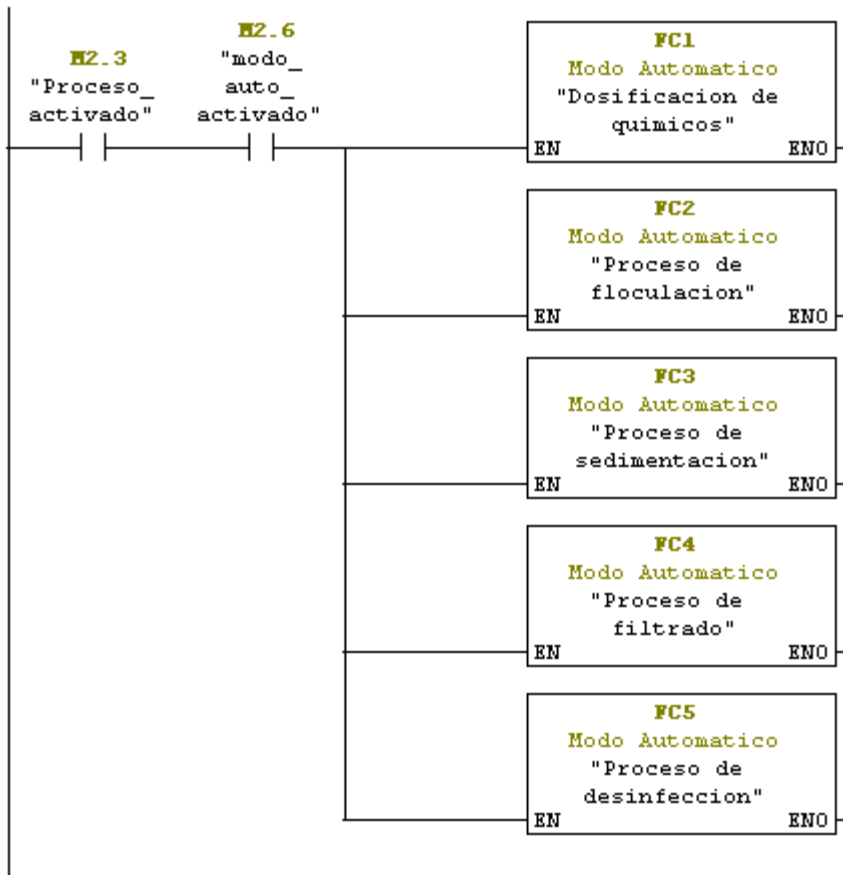 M2.3
"Proceso_
activado"
M2.6
"modo_
auto_
activado"
FC1
Modo Automatico
"Dosificacion de
quimicos"
EN ENO
FC2
Modo Automatico
"Proceso de
floculacion"
EN ENO
FC3
Modo Automatico
"Proceso de
sedimentacion"
EN ENO
FC4
Modo Automatico
"Proceso de
filtrado"
EN ENO
FC5
Modo Automatico
"Proceso de
desinfeccion"
EN ENO